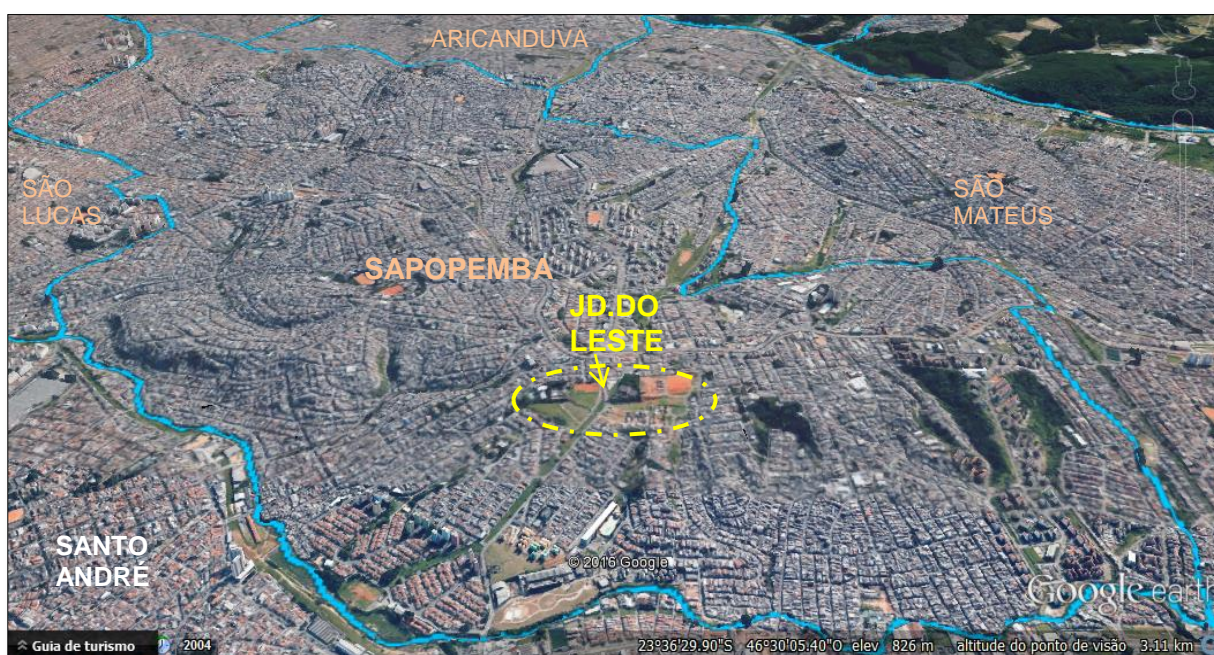 ARICANDUVA
SÃO
LUCAS
SÃO
MATEUS
SAPOPEMBA
JD.DO
LESTE
SANTO
ANDRÉ
© 2016 Google
Google earth
Guia de turismo
2004
23°36'29.90"S 46°30'05.40"O elev 826 m altitude do ponto de visão 3.11 km